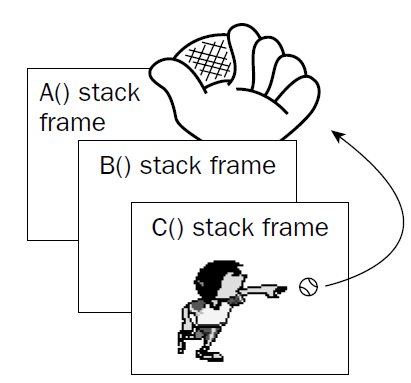 A() stack
frame
B() stack frame
C() stack frame